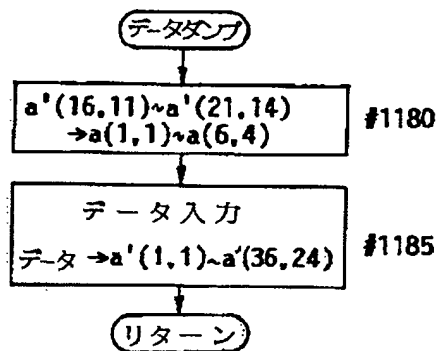 データダンプ
a'(16,11)~a'(21,14)
→a(1,1)~a(6,4)
#1180
データ入力
データ→a'(1,1)~a'(36,24)
#1185
リターン